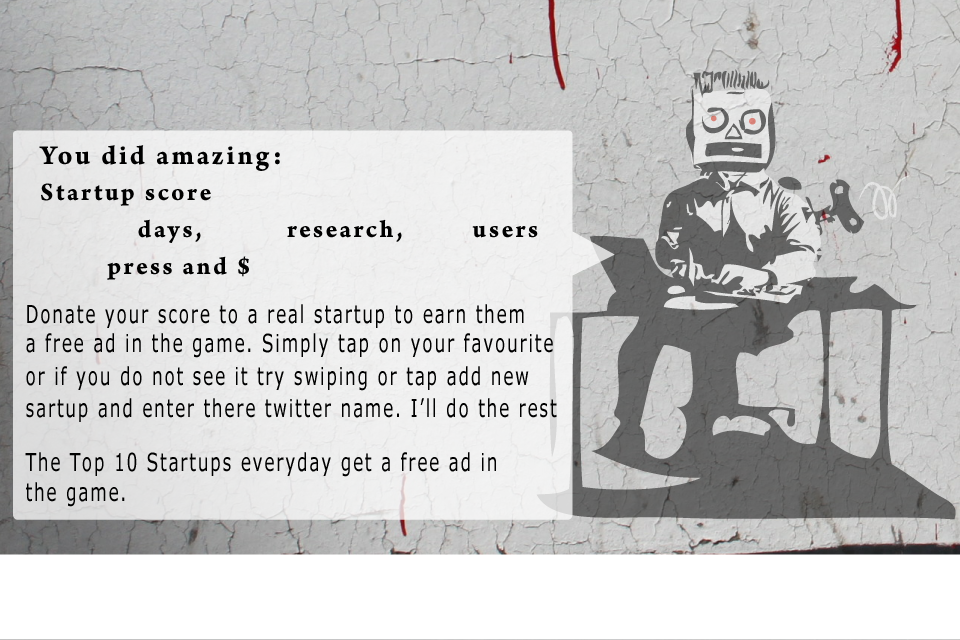 You did amazing:
Startup score
days, research, users
press and $
Donate your score to a real startup to earn them
a free ad in the game. Simply tap on your favourite
or if you do not see it try swiping or tap add new
sartup and enter there twitter name. I'll do the rest
The Top 10 Startups everyday get a free ad in
the game.